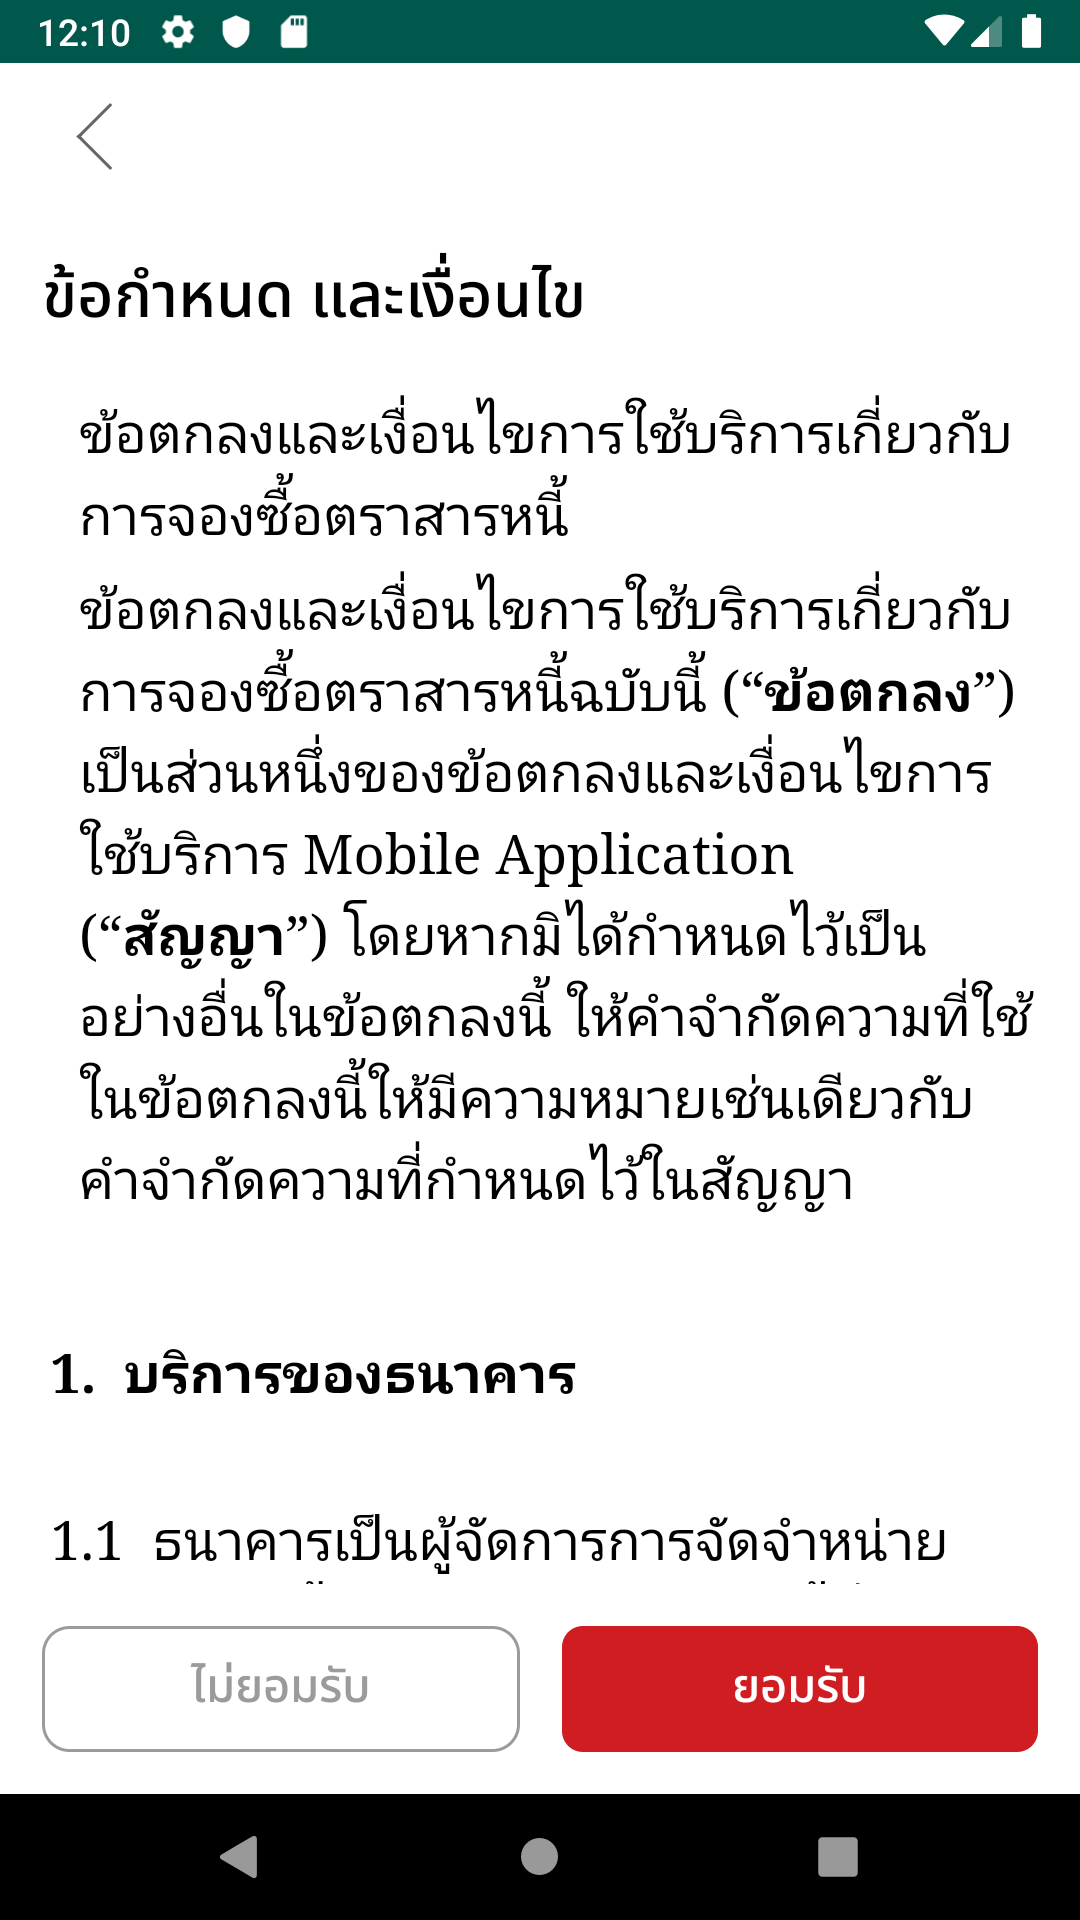 12:10
ข้อกำหนด และเงื่อนไข
ข้อตกลงและเงื่อนไขการใช้บริการเกี่ยวกับ
การจองซื้อตราสารหนี้
ข้อตกลงและเงื่อนไขการใช้บริการเกี่ยวกับ
การจองซื้อตราสารหนี้ฉบับนี้ (“ข้อตกลง”)
เป็นส่วนหนึ่งของข้อตกลงและเงื่อนไขการ
ใช้บริการ Mobile Application
(“สัญญา”) โดยหากมิได้กำหนดไว้เป็น
อย่างอื่นในข้อตกลงนี้ ให้คำจำกัดความที่ใช้
ในข้อตกลงนี้ให้มีความหมายเช่นเดียวกับ
คำจำกัดความที่กำหนดไว้ในสัญญา
1. บริการของธนาคาร
1.1 ธนาคารเป็นผู้จัดการการจัดจำหน่าย
ไม่ยอมรับ
ยอมรับ